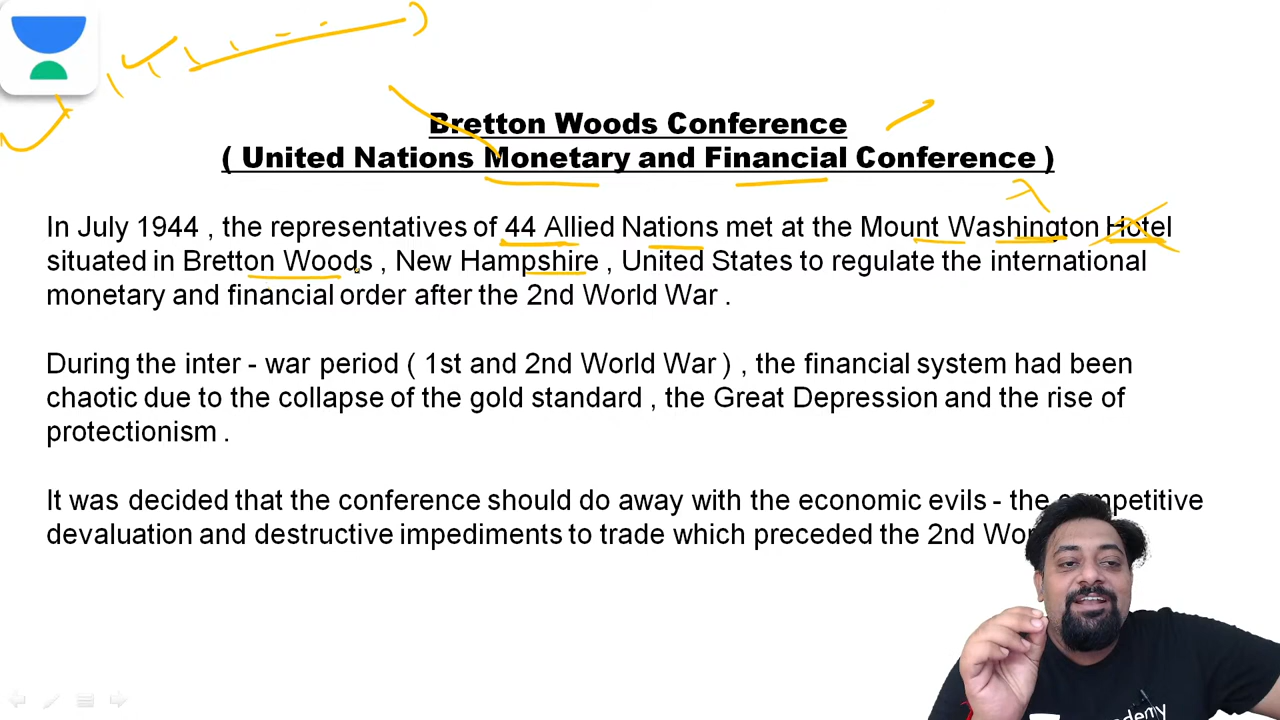 Bretton Woods Conference
( United Nations Monetary and Financial Conference )
In July 1944 , the representatives of 44 Allied Nations met at the Mount Washington Hotel
situated in Bretton Woods , New Hampshire , United States to regulate the international
monetary and financial order after the 2nd World War .
During the inter - war period ( 1st and 2nd World War ) , the financial system had been
chaotic due to the collapse of the gold standard , the Great Depression and the rise of
protectionism .
It was decided that the conference should do away with the economic evils - the competitive
devaluation and destructive impediments to trade which preceded the 2nd